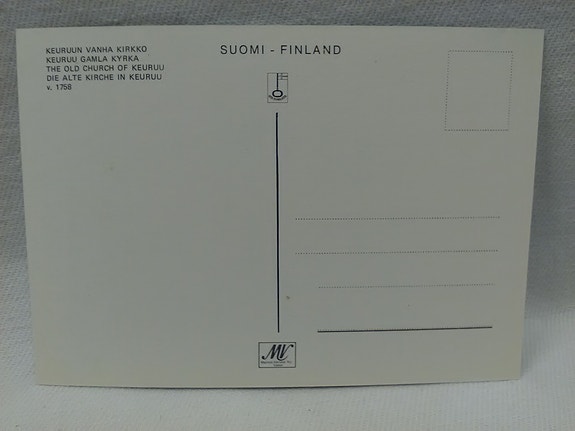 KEURUUN VANHA KIRKKO
KEURUU GAMLA KYRKA
THE OLD CHURCH OF KEURUU
DIE ALTE KIRCHE IN KEURUU
v. 1758
SUOMI - FINLAND
MV